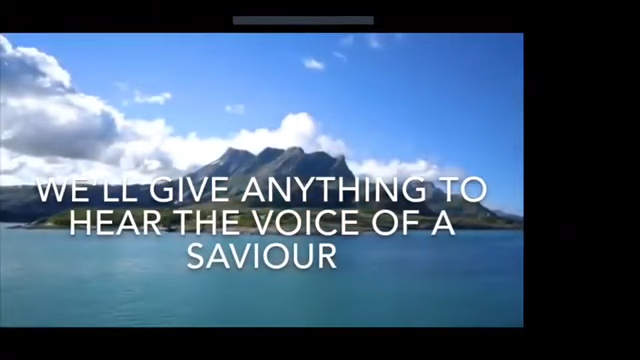 WE'LL GIVE ANYTHING TO
HEAR THE VOICE OF A
SAVIOUR